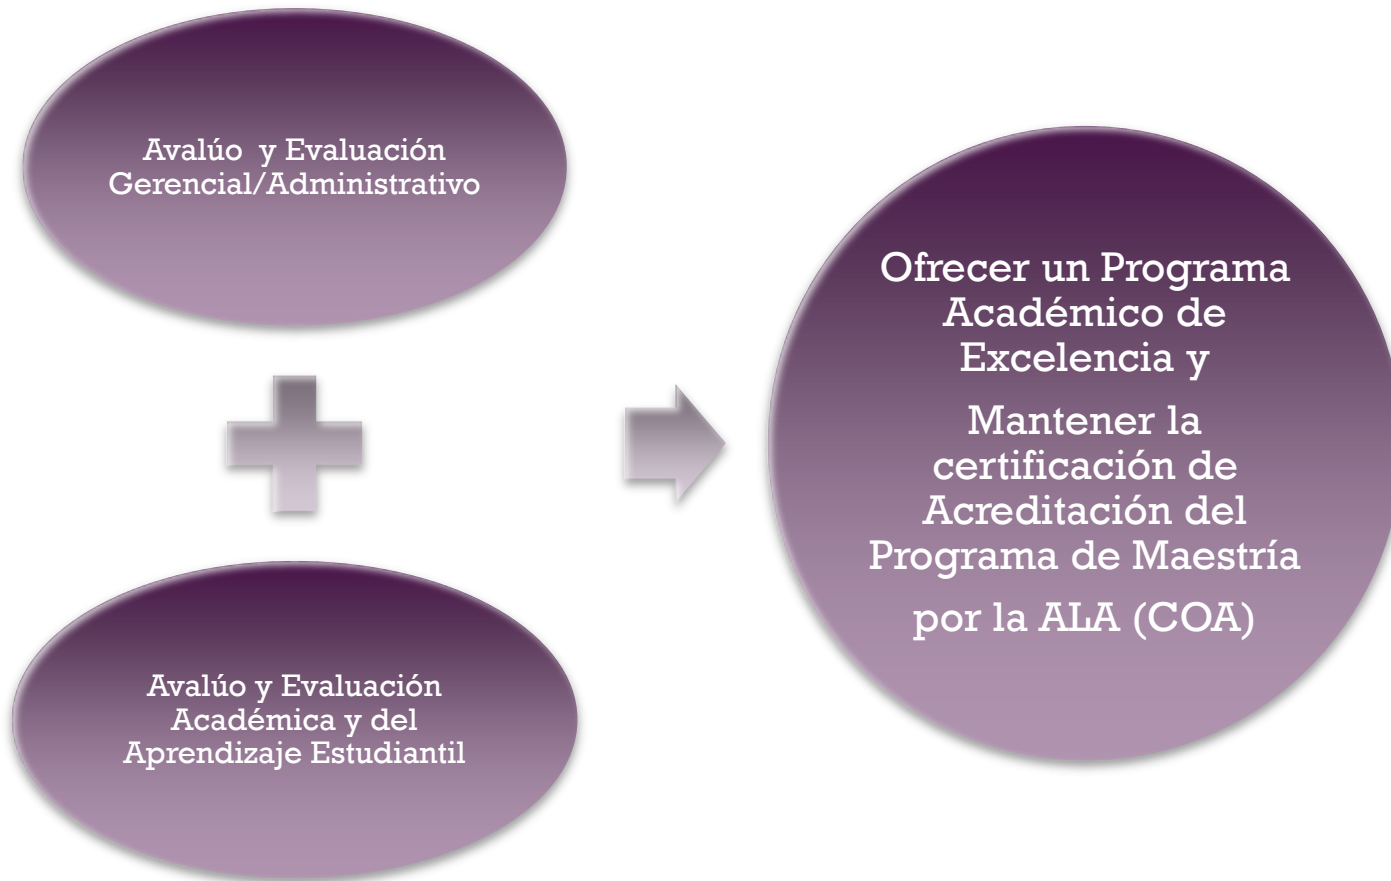 Avalúo y Evaluación
Gerencial/Administrativo
Avalúo y Evaluación
Académica y del
Aprendizaje Estudiantil
Ofrecer un Programa
Académico de
Excelencia y
Mantener la
certificación de
Acreditación del
Programa de Maestría
por la ALA (COA)